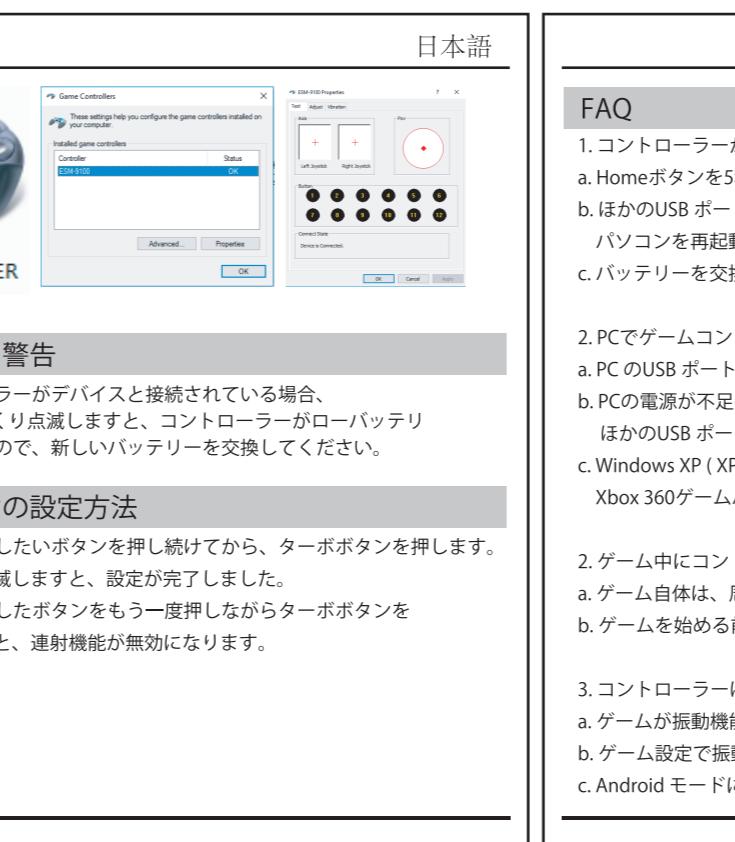 日本語
ER
Game Controllers
These settings help you configure the game controllers installed on
your computer.
Installed game controllers
Controller Status
ESM-9100 OK
Advanced... Properties
OK
ESM-9100 Properties
Test Adjust Vibration
Axis
Pov
Left Joystick Right Joystick
Button
1 2 3 4 5 6
7 8 9 10 11 12
Connect State
Device is Connected.
OK Cancel Apply
警告
ラーがデバイスと接続されている場合、
くり点滅しますと、コントローラーがローバッテリ
ので、新しいバッテリーを交換してください。
の設定方法
したいボタンを押し続けてから、ターボボタンを押します。
滅しますと、設定が完了しました。
したボタンをもう一度押しながらターボボタンを
と、連射機能が無効になります。
FAQ
1. コントローラーが
a. Homeボタンを5
b. ほかのUSB ポー
パソコンを再起動
c. バッテリーを交換
2. PCでゲームコン
a. PC のUSB ポート
b. PCの電源が不足
ほかのUSB ポー
c. Windows XP ( XP
Xbox 360ゲーム
2. ゲーム中にコント
a. ゲーム自体は、
b. ゲームを始める前
3. コントローラーに
a. ゲームが振動機能
b. ゲーム設定で振動
c. Android モードに